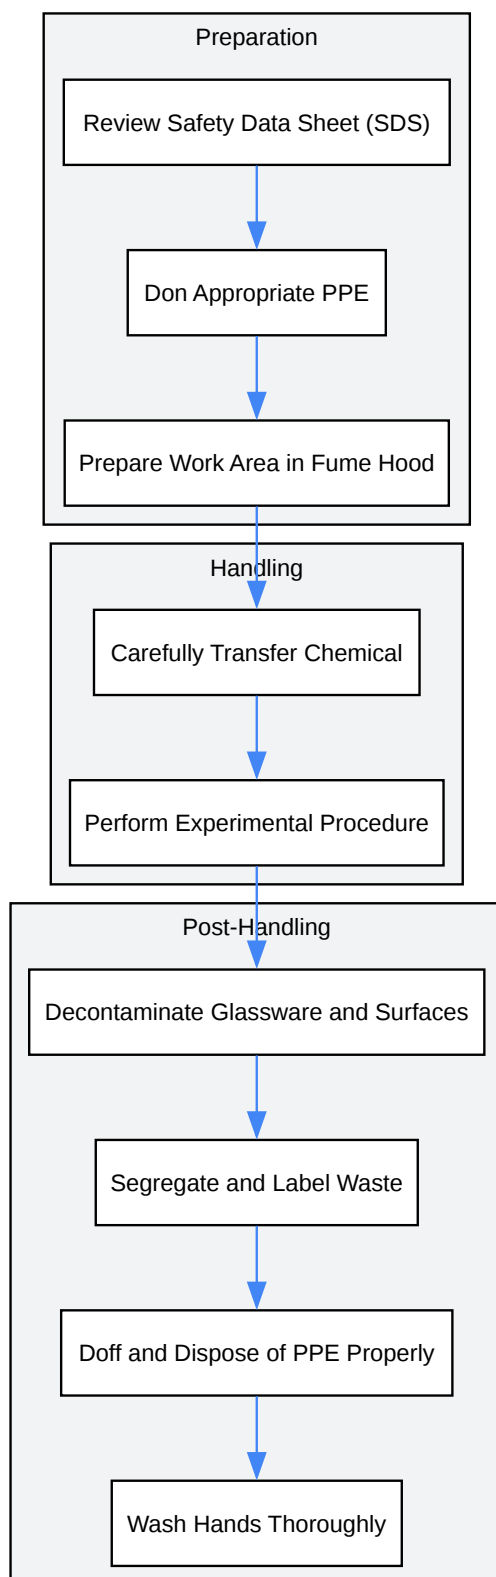 Preparation
Review Safety Data Sheet (SDS)
Don Appropriate PPE
Prepare Work Area in Fume Hood
Handling
Carefully Transfer Chemical
Perform Experimental Procedure
Post-Handling
Decontaminate Glassware and Surfaces
Segregate and Label Waste
Doff and Dispose of PPE Properly
Wash Hands Thoroughly